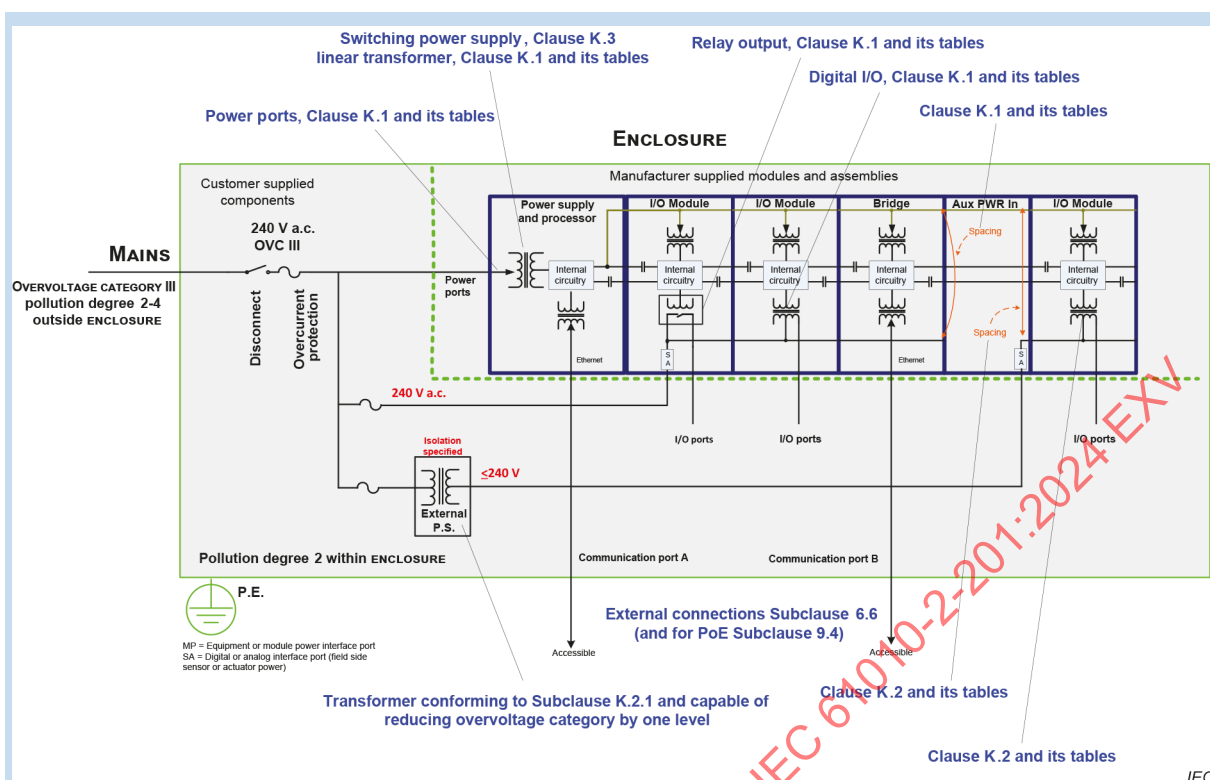 Switching power supply, Clause K.3
linear transformer, Clause K.1 and its tables
Relay output, Clause K.1 and its tables
Digital I/O, Clause K.1 and its tables
Power ports, Clause K.1 and its tables
Clause K.1 and its tables
ENCLOSURE
Customer supplied
components
Manufacturer supplied modules and assemblies
Power supply
and processor
I/O Module
I/O Module
Bridge
Aux PWR In
I/O Module
240 V a.c.
OVC III
MAINS
OVERVOLTAGE CATEGORY III
pollution degree 2-4
outside ENCLOSURE
Disconnect
Overcurrent
protection
Power
ports
Internal
circuitry
Internal
circuitry
Internal
circuitry
Internal
circuitry
Internal
circuitry
Spacing
Spacing
Ethernet
S
A
Ethernet
S
A
240 V a.c.
I/O ports
I/O ports
I/O ports
Isolation
specified
≤240 V
External
P.S.
Pollution degree 2 within ENCLOSURE
Communication port A
Communication port B
P.E.
MP = Equipment or module power interface port
SA = Digital or analog interface port (field side
sensor or actuator power)
External connections Subclause 6.6
(and for PoE Subclause 9.4)
Accessible
Accessible
Transformer conforming to Subclause K.2.1 and capable of
reducing overvoltage category by one level
Clause K.2 and its tables
Clause K.2 and its tables
IEC 61010-2-201:2024 EXV
IEC